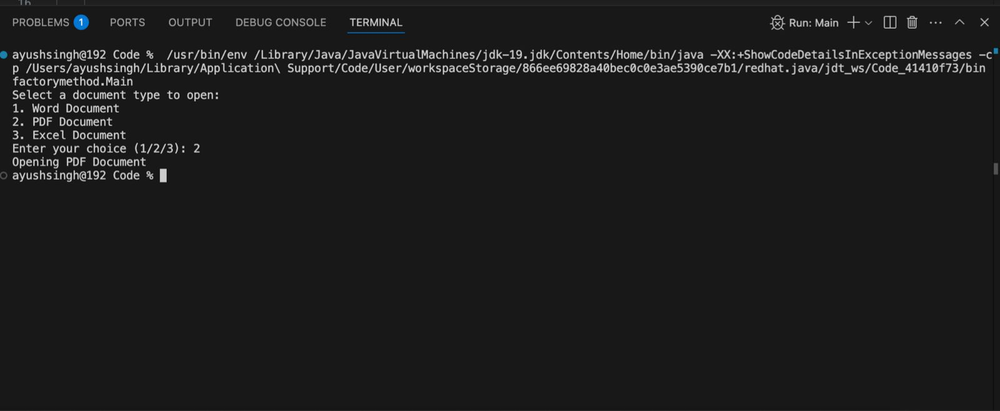 16
PROBLEMS 1 PORTS OUTPUT DEBUG CONSOLE TERMINAL Run: Main
ayushsingh@192 Code %  /usr/bin/env /Library/Java/JavaVirtualMachines/jdk-19.jdk/Contents/Home/bin/java -XX:+ShowCodeDetailsInExceptionMessages -c
p /Users/ayushsingh/Library/Application\ Support/Code/User/workspaceStorage/866ee69828a40bec0c0e3ae5390ce7b1/redhat.java/jdt_ws/Code_41410f73/bin
factorymethod.Main
Select a document type to open:
1. Word Document
2. PDF Document
3. Excel Document
Enter your choice (1/2/3): 2
Opening PDF Document
ayushsingh@192 Code %